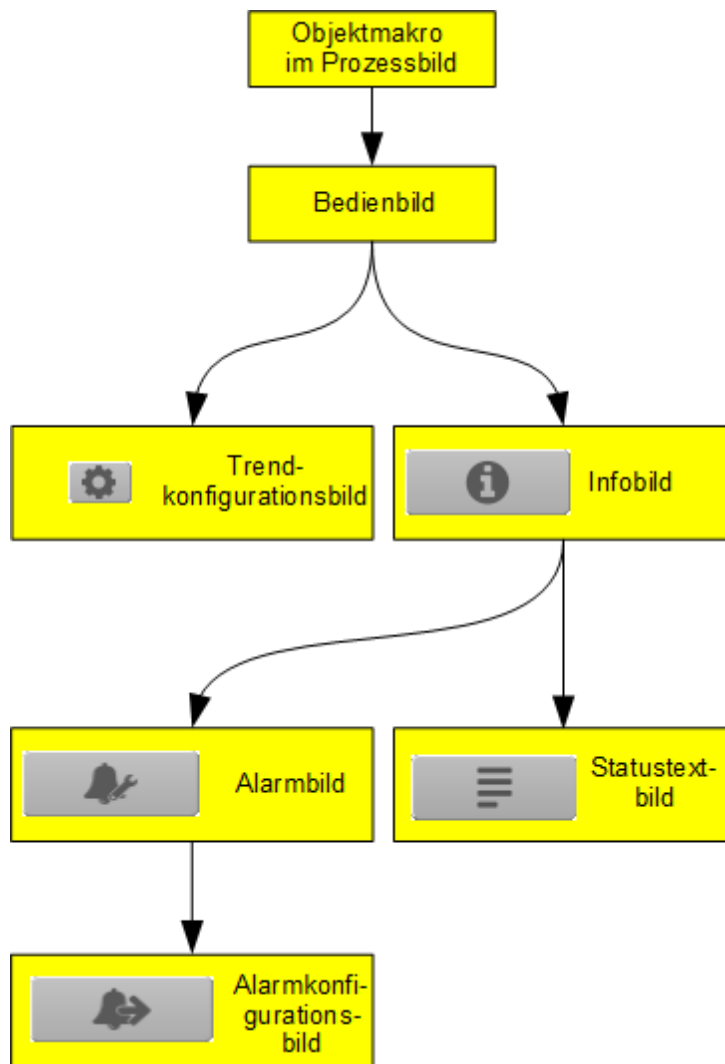 Objektmakro
im Prozessbild
Bedienbild
Trend-
konfigurationsbild
Infobild
Alarmbild
Statustext-
bild
Alarmkonfi-
gurations-
bild